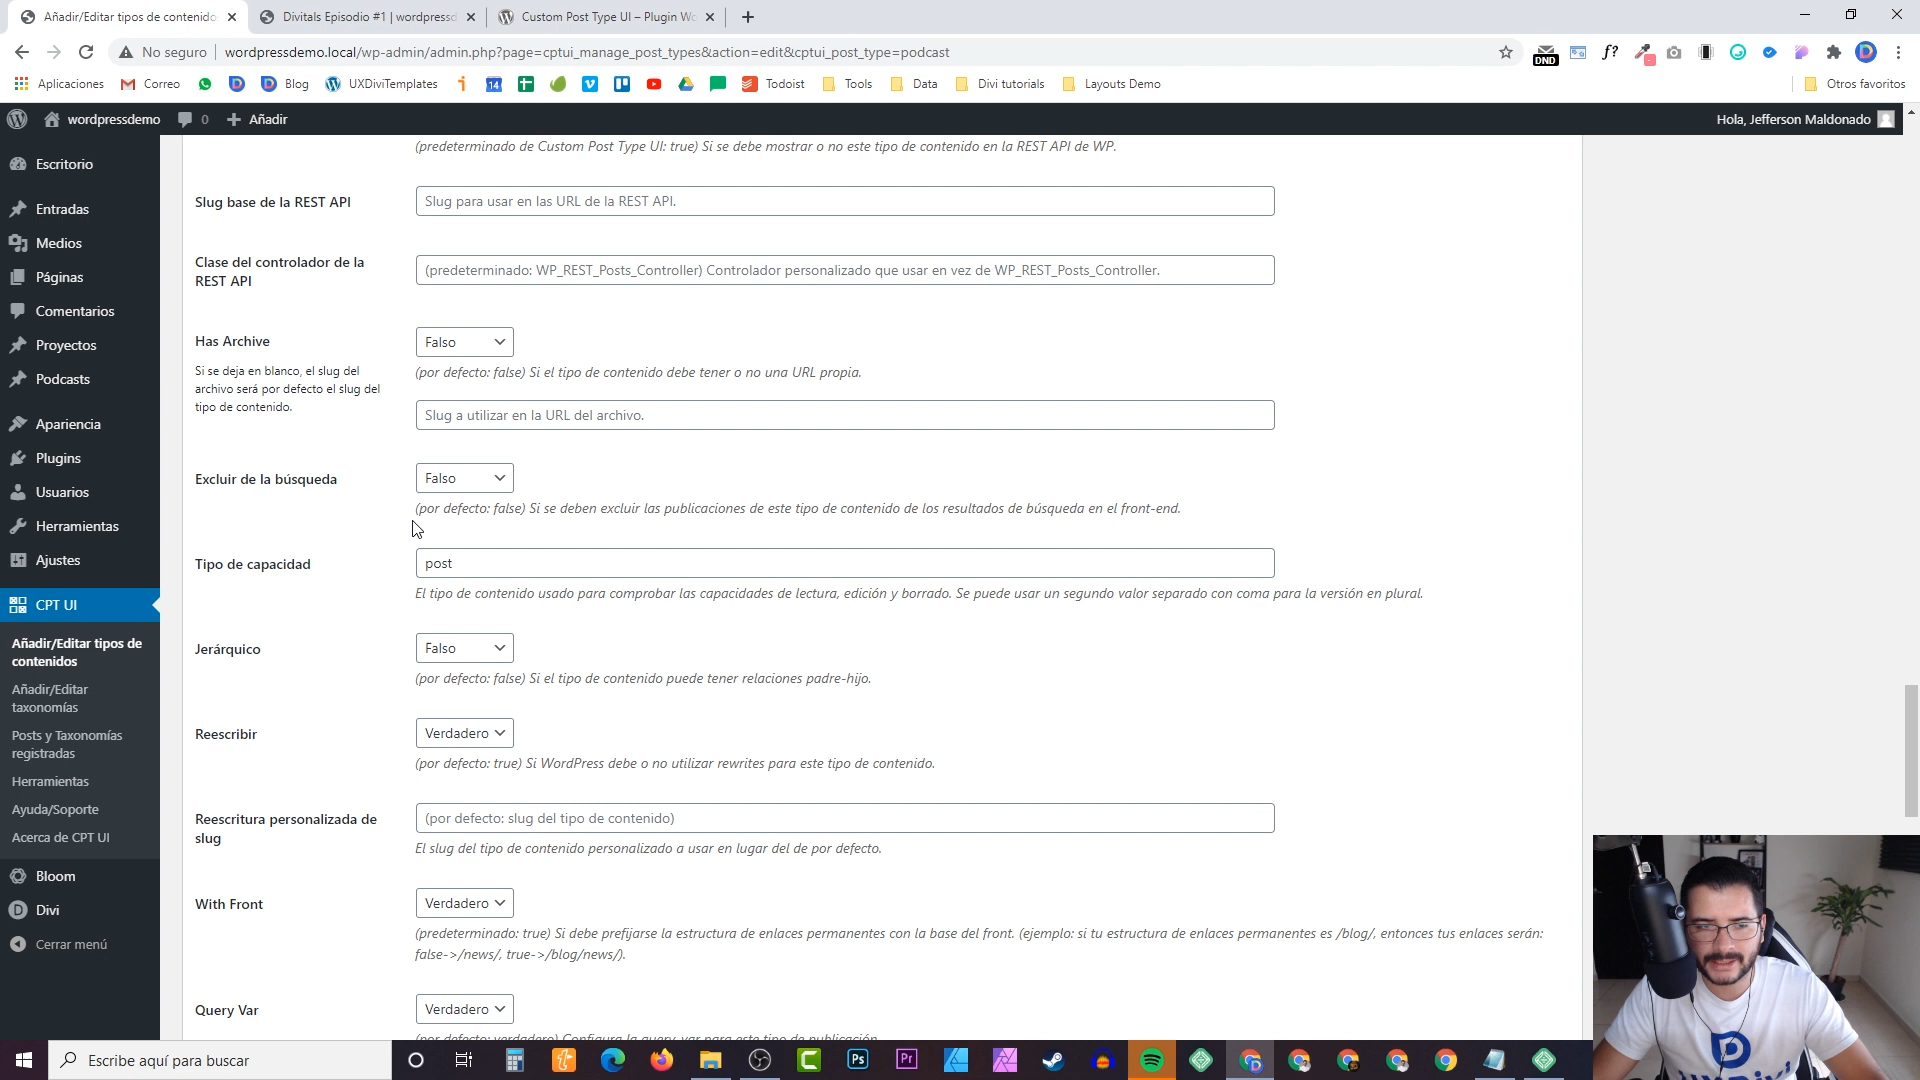 Añadir/Editar tipos de contenido
Divitals Episodio #1 | wordpressd
Custom Post Type UI – Plugin Wo
No seguro
wordpressdemo.local/wp-admin/admin.php?page=cptui_manage_post_types&action=edit&cptui_post_type=podcast
DND
f?
Aplicaciones
Correo
Blog
UXDiviTemplates
14
Todoist
Tools
Data
Divi tutorials
Layouts Demo
Otros favoritos
wordpressdemo
0
Añadir
Hola, Jefferson Maldonado
Escritorio
Entradas
Medios
Páginas
Comentarios
Proyectos
Podcasts
Apariencia
Plugins
Usuarios
Herramientas
Ajustes
CPT UI
Añadir/Editar tipos de
contenidos
Añadir/Editar
taxonomías
Posts y Taxonomías
registradas
Herramientas
Ayuda/Soporte
Acerca de CPT UI
Bloom
Divi
Cerrar menú
(predeterminado de Custom Post Type UI: true) Si se debe mostrar o no este tipo de contenido en la REST API de WP.
Slug base de la REST API
Slug para usar en las URL de la REST API.
Clase del controlador de la
REST API
(predeterminado: WP_REST_Posts_Controller) Controlador personalizado que usar en vez de WP_REST_Posts_Controller.
Has Archive
Si se deja en blanco, el slug del
archivo será por defecto el slug del
tipo de contenido.
Falso
(por defecto: false) Si el tipo de contenido debe tener o no una URL propia.
Slug a utilizar en la URL del archivo.
Excluir de la búsqueda
Falso
(por defecto: false) Si se deben excluir las publicaciones de este tipo de contenido de los resultados de búsqueda en el front-end.
Tipo de capacidad
post
El tipo de contenido usado para comprobar las capacidades de lectura, edición y borrado. Se puede usar un segundo valor separado con coma para la versión en plural.
Jerárquico
Falso
(por defecto: false) Si el tipo de contenido puede tener relaciones padre-hijo.
Reescribir
Verdadero
(por defecto: true) Si WordPress debe o no utilizar rewrites para este tipo de contenido.
Reescritura personalizada de
slug
(por defecto: slug del tipo de contenido)
El slug del tipo de contenido personalizado a usar en lugar del de por defecto.
With Front
Verdadero
(predeterminado: true) Si debe prefijarse la estructura de enlaces permanentes con la base del front. (ejemplo: si tu estructura de enlaces permanentes es /blog/, entonces tus enlaces serán:
false->/news/, true->/blog/news/).
Query Var
Verdadero
(por defecto: verdadero) Configura la query_var para este tipo de publicación.
Escribe aquí para buscar
Ps
Pr